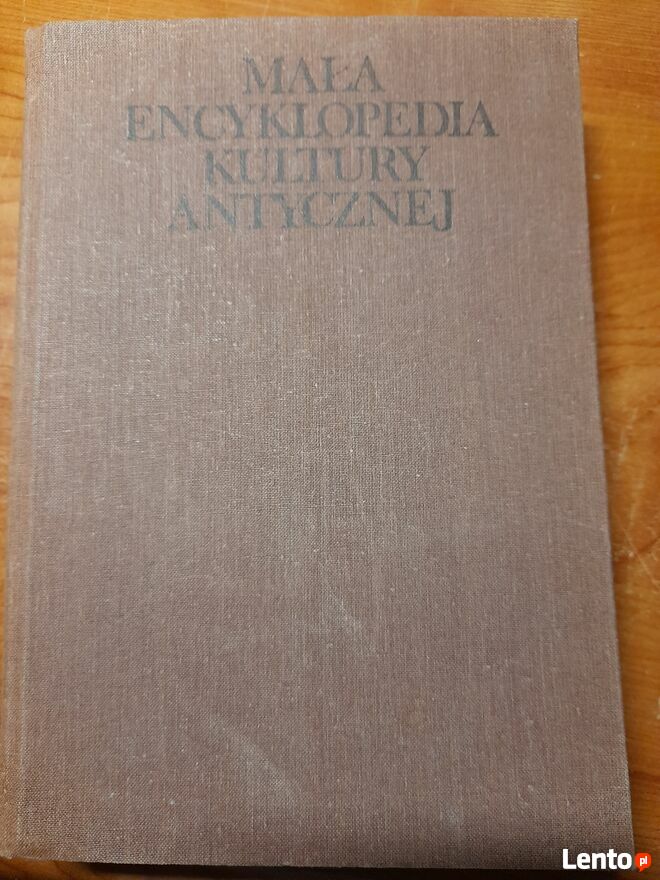 MAŁA
ENCYKLOPEDIA
KULTURY
ANTYCZNEJ
Lento pl